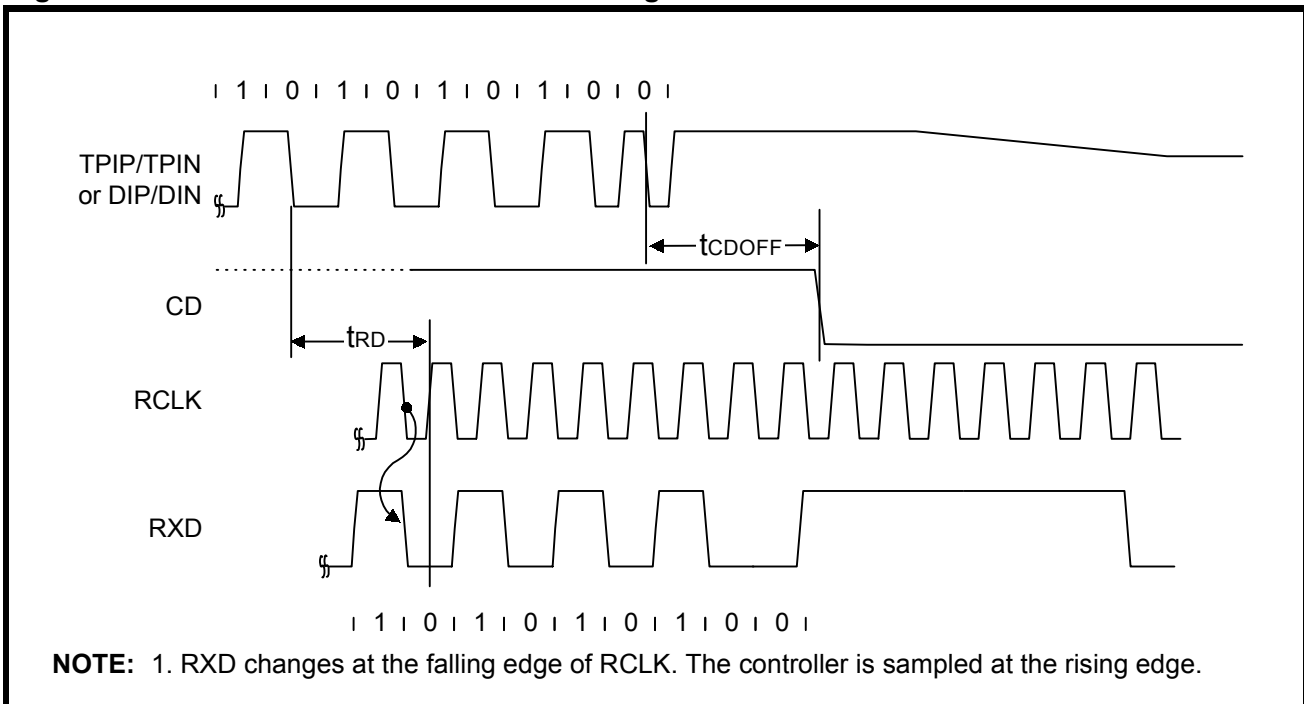 1 0 1 0 1 0 1 0 0
TPIP/TPIN
or DIP/DIN
tCDOFF
CD
tRD
RCLK
RXD
1 0 1 0 1 0 1 0 0
NOTE: 1. RXD changes at the falling edge of RCLK. The controller is sampled at the rising edge.